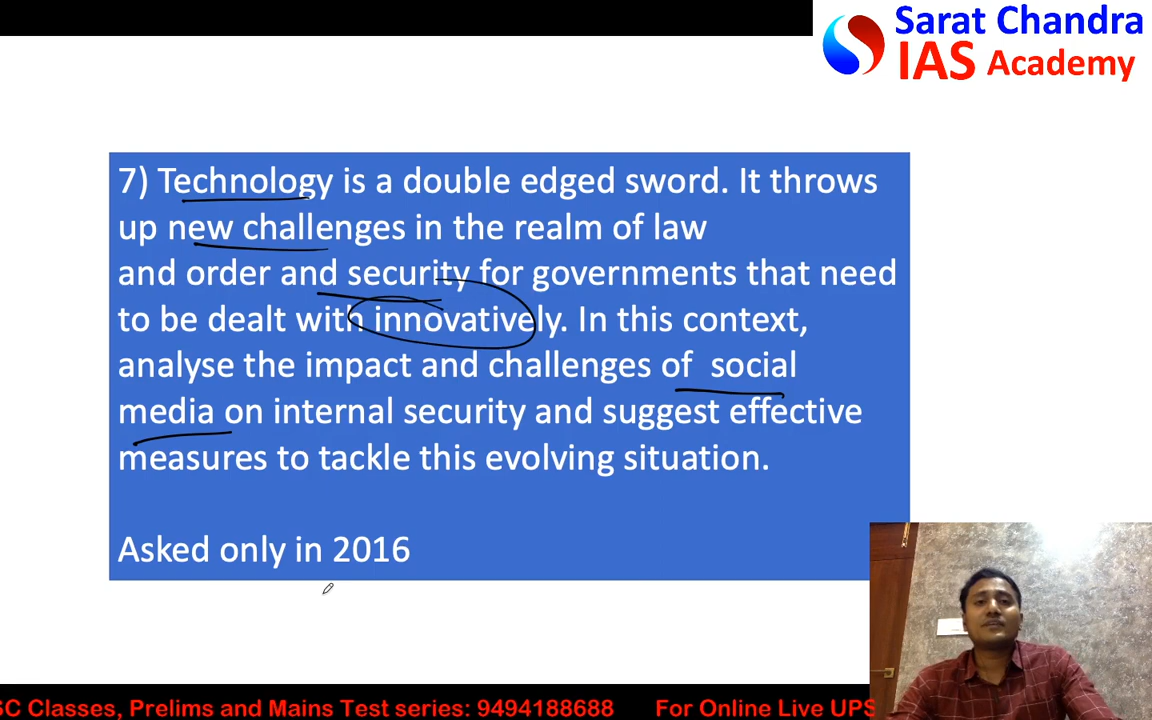 Sarat Chandra
IAS Academy
7) Technology is a double edged sword. It throws
up new challenges in the realm of law
and order and security for governments that need
to be dealt with innovatively. In this context,
analyse the impact and challenges of  social
media on internal security and suggest effective
measures to tackle this evolving situation.
Asked only in 2016
SC Classes, Prelims and Mains Test series: 9494188688 For Online Live UPS